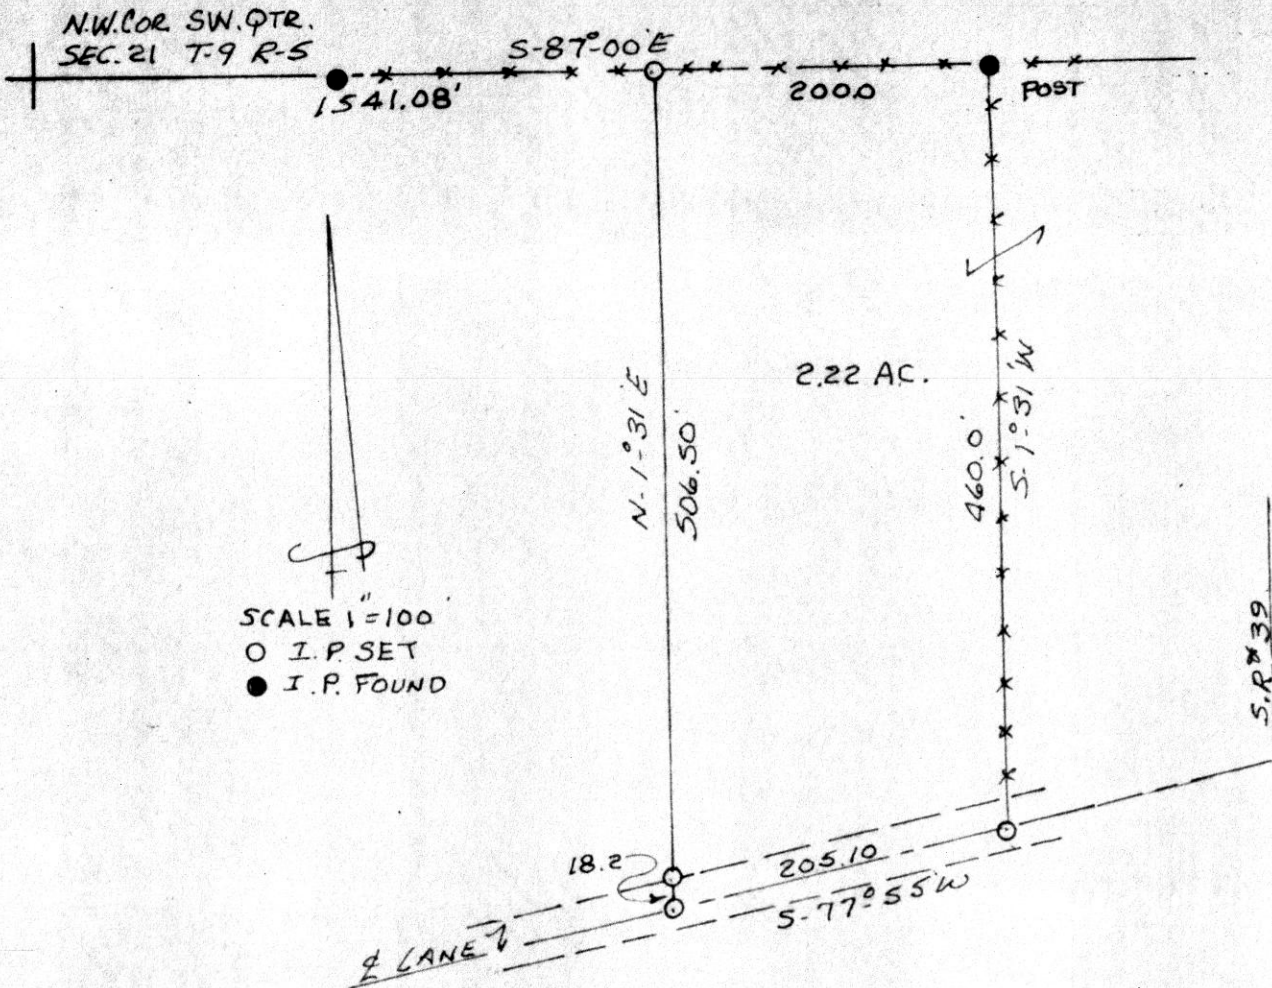 N.W.COR SW.QTR.
SEC.21 T-9 R-5
S-87°-00'E
1541.08'
200.0
POST
2.22 AC.
N-1-°31'E
506.50'
460.0'
S-1-°31'W
SCALE 1"=100'
O I.P. SET
● I.P. FOUND
S.R.#39
18.2
205.10
S-77°-55'W
℄ LANE